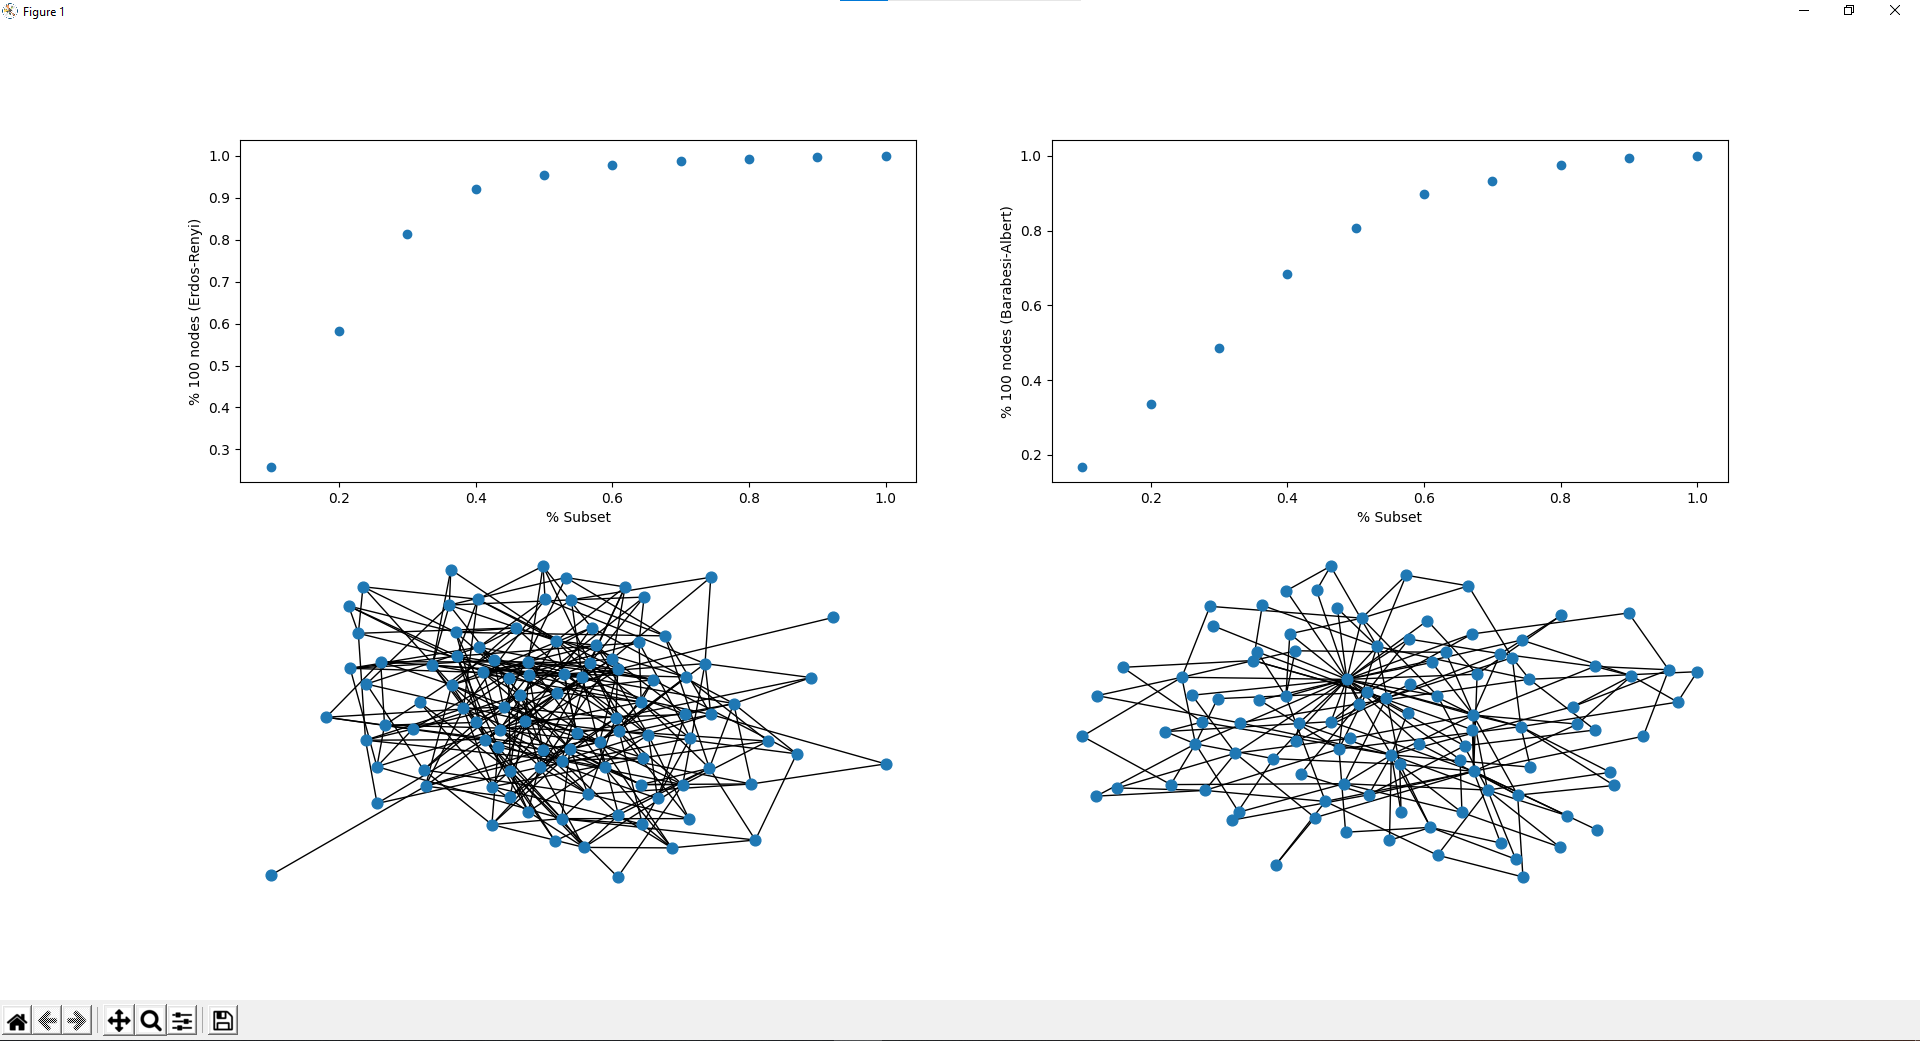 Figure 1
1.0
0.9
0.8
0.7
0.6
0.5
0.4
0.3
% 100 nodes (Erdos-Renyi)
0.2 0.4 0.6 0.8 1.0
% Subset
1.0
0.8
0.6
0.4
0.2
% 100 nodes (Barabesi-Albert)
0.2 0.4 0.6 0.8 1.0
% Subset